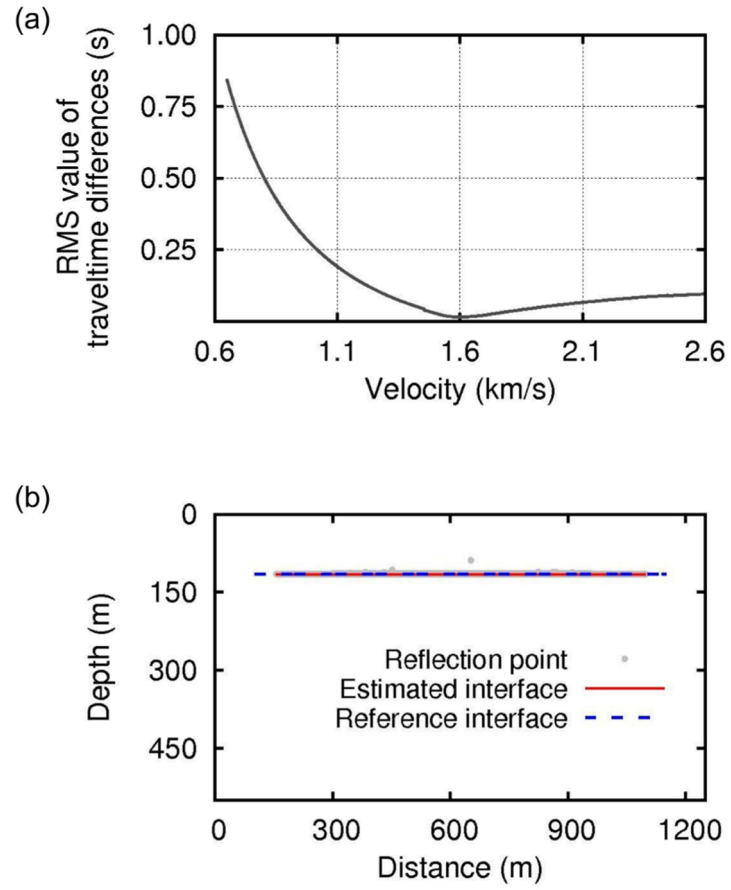 (a)
RMS value of
traveltime differences (s)
1.00
0.75
0.50
0.25
0.6 1.1 1.6 2.1 2.6
Velocity (km/s)
(b)
Depth (m)
0
150
300
450
Reflection point
Estimated interface
Reference interface
0 300 600 900 1200
Distance (m)